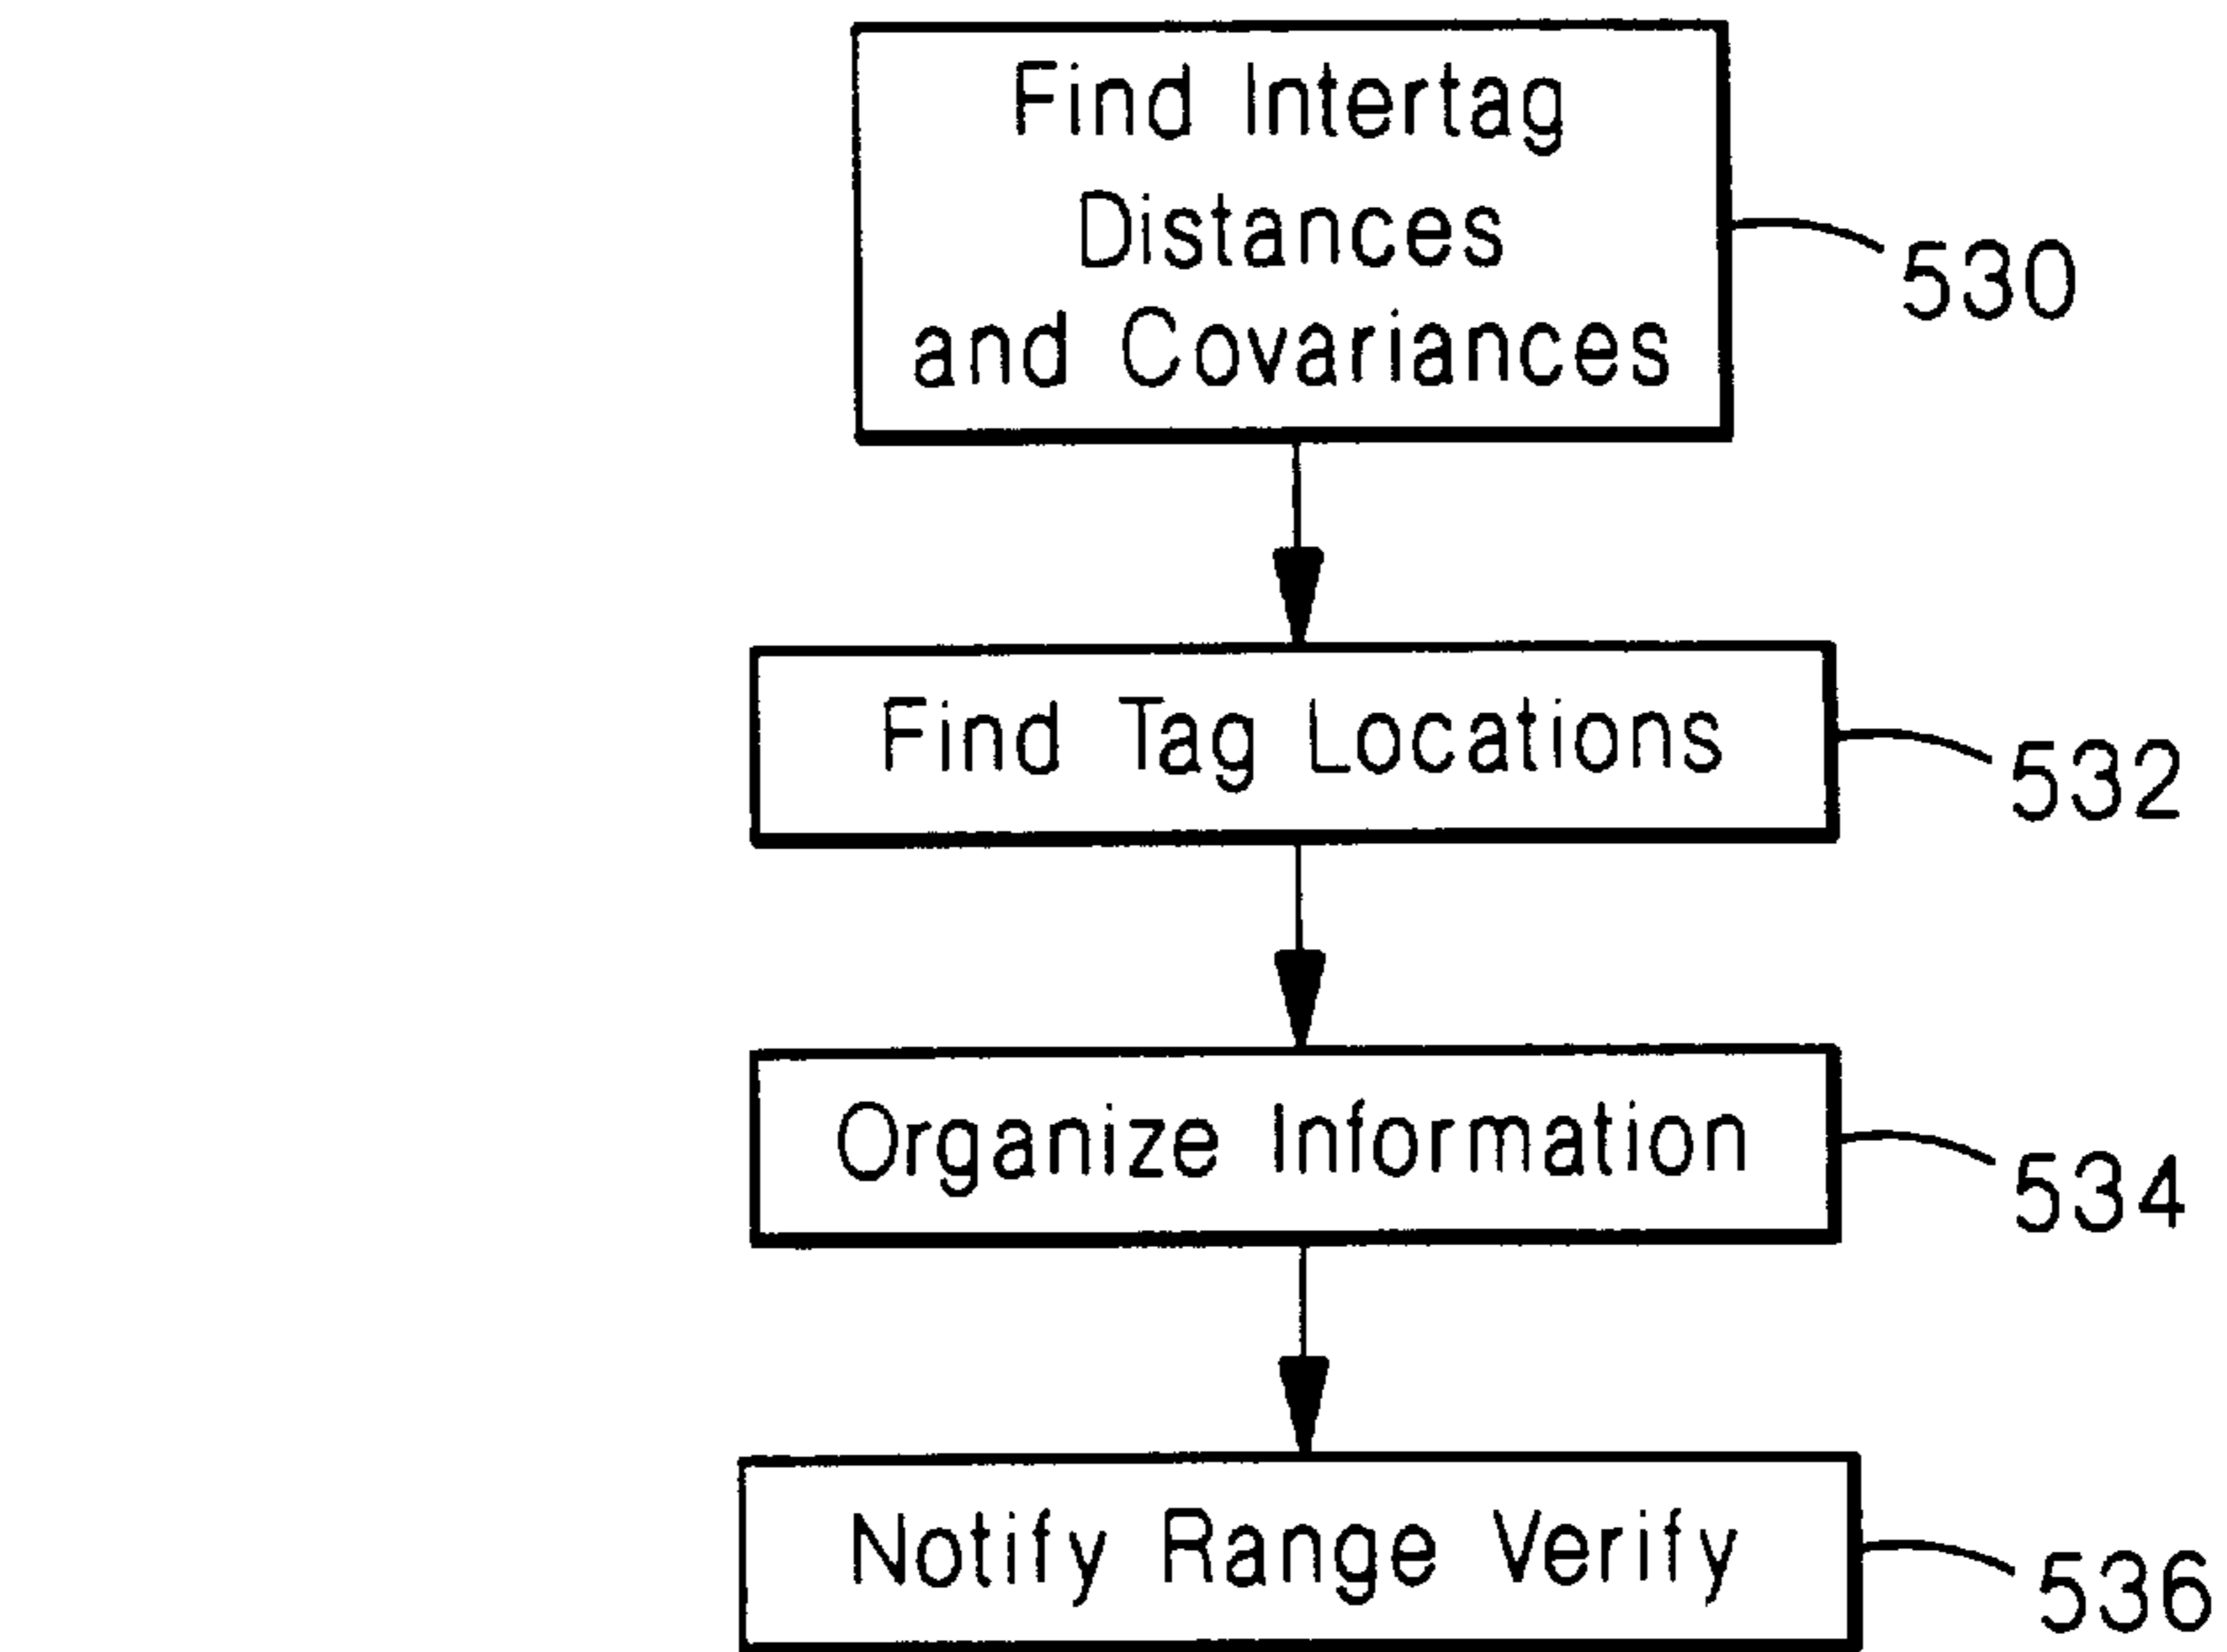 Find Intertag
Distances
and Covariances
530
Find Tag Locations
532
Organize Information
534
Notify Range Verify
536